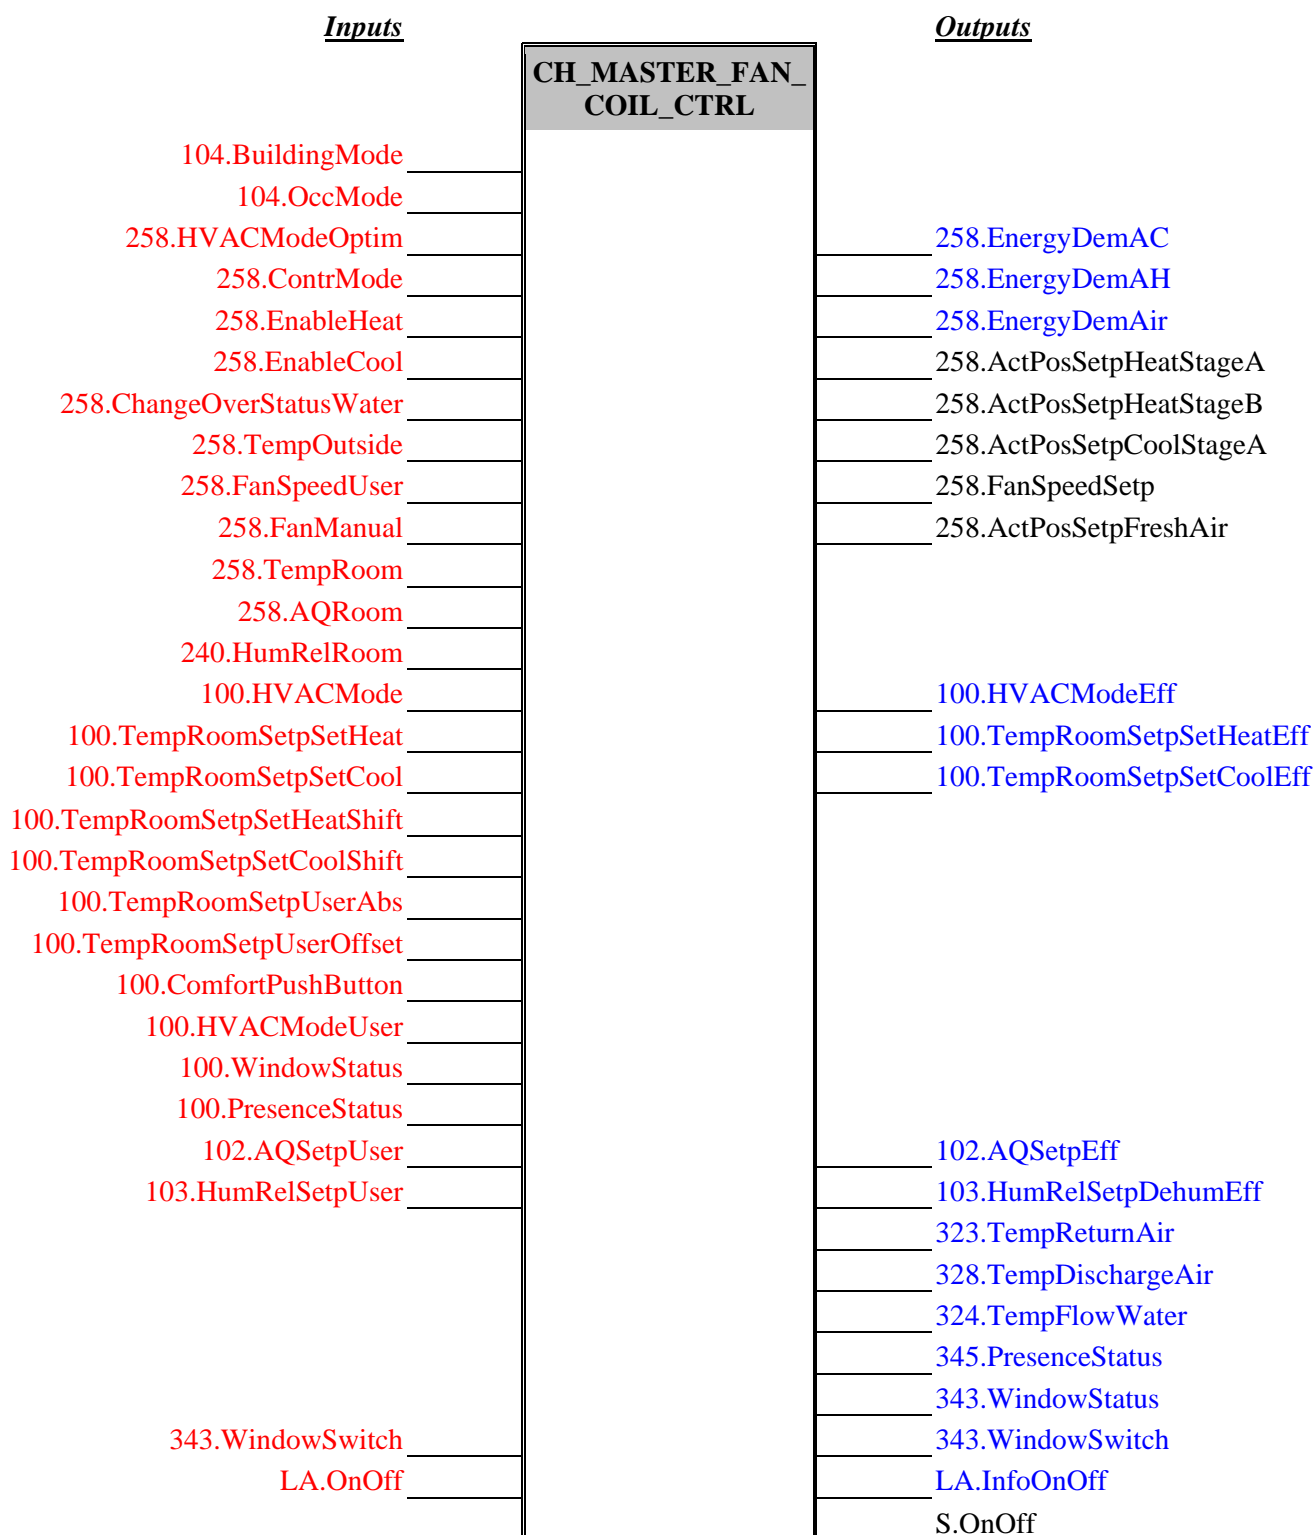 Inputs
Outputs
CH_MASTER_FAN_
COIL_CTRL
104.BuildingMode
104.OccMode
258.HVACModeOptim
258.EnergyDemAC
258.ContrMode
258.EnergyDemAH
258.EnableHeat
258.EnergyDemAir
258.EnableCool
258.ActPosSetpHeatStageA
258.ChangeOverStatusWater
258.ActPosSetpHeatStageB
258.TempOutside
258.ActPosSetpCoolStageA
258.FanSpeedUser
258.FanSpeedSetp
258.FanManual
258.ActPosSetpFreshAir
258.TempRoom
258.AQRoom
240.HumRelRoom
100.HVACMode
100.HVACModeEff
100.TempRoomSetpSetHeat
100.TempRoomSetpSetHeatEff
100.TempRoomSetpSetCool
100.TempRoomSetpSetCoolEff
100.TempRoomSetpSetHeatShift
100.TempRoomSetpSetCoolShift
100.TempRoomSetpUserAbs
100.TempRoomSetpUserOffset
100.ComfortPushButton
100.HVACModeUser
100.WindowStatus
100.PresenceStatus
102.AQSetpUser
102.AQSetpEff
103.HumRelSetpUser
103.HumRelSetpDehumEff
323.TempReturnAir
328.TempDischargeAir
324.TempFlowWater
345.PresenceStatus
343.WindowStatus
343.WindowSwitch
343.WindowSwitch
LA.OnOff
LA.InfoOnOff
S.OnOff